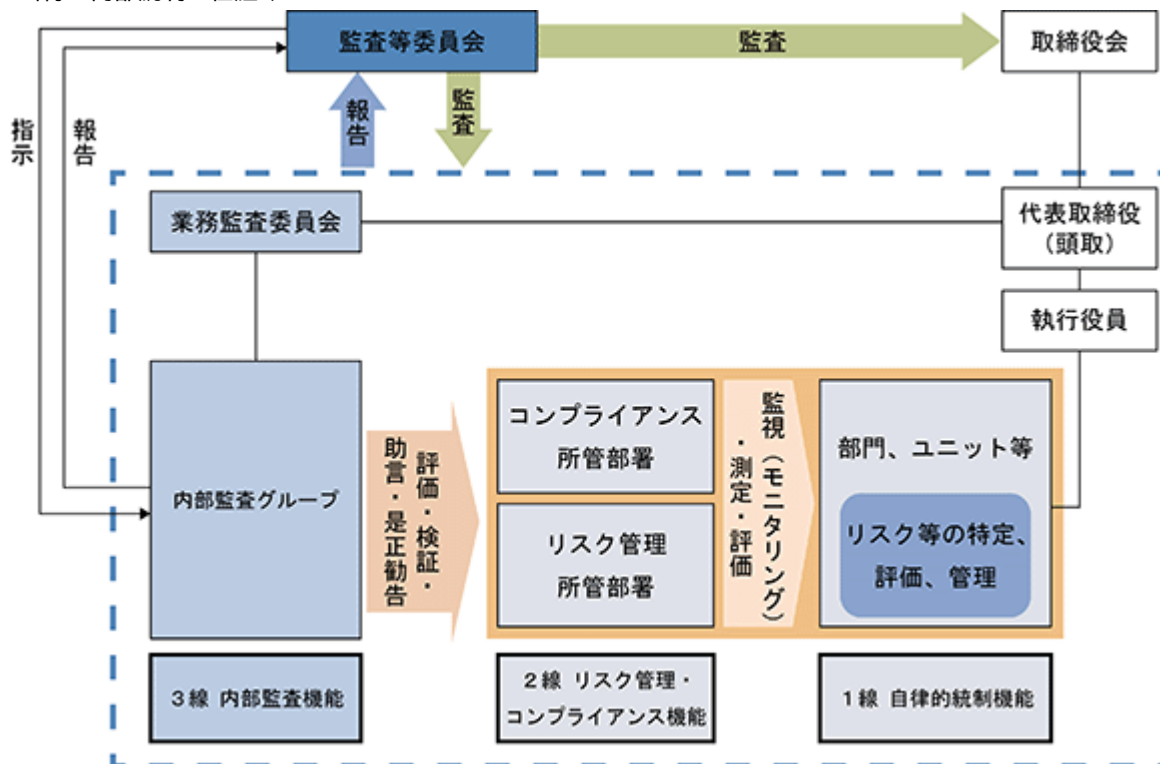 監査等委員会
監査
取締役会
指示
報告
報告
監査
業務監査委員会
代表取締役
（頭取）
執行役員
内部監査グループ
評価・検証・
助言・是正勧告
コンプライアンス
所管部署
リスク管理
所管部署
監視（モニタリング）
・測定・評価
部門、ユニット等
リスク等の特定、
評価、管理
３線 内部監査機能
２線 リスク管理・
コンプライアンス機能
１線 自律的統制機能